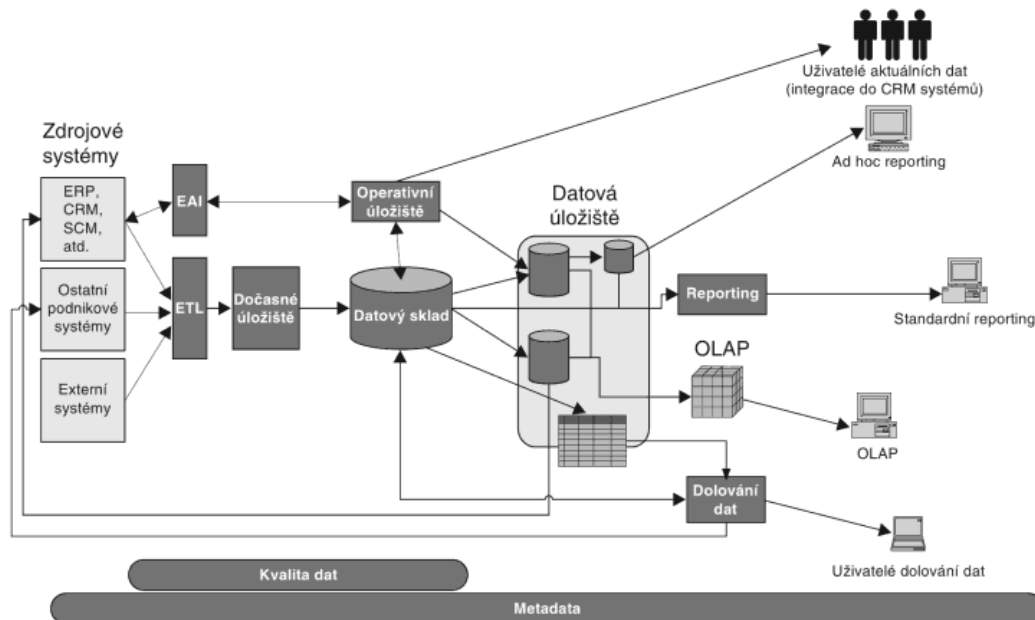 Uživatelé aktuálních dat
(integrace do CRM systémů)
Ad hoc reporting
Zdrojové
systémy
ERP,
CRM,
SCM,
atd.
EAI
Operativní
úložiště
Datová
úložiště
Ostatní
podnikové
systémy
ETL
Dočasné
úložiště
Datový sklad
Reporting
Standardní reporting
Externí
systémy
OLAP
OLAP
Dolování
dat
Uživatelé dolování dat
Kvalita dat
Metadata